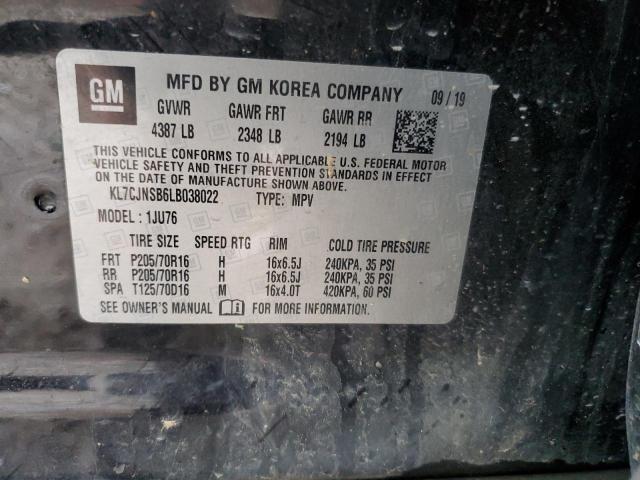 GM MFD BY GM KOREA COMPANY 09/19
GVWR GAWR FRT GAWR RR
4387 LB 2348 LB 2194 LB
THIS VEHICLE CONFORMS TO ALL APPLICABLE U.S. FEDERAL MOTOR
VEHICLE SAFETY AND THEFT PREVENTION STANDARDS IN EFFECT
ON THE DATE OF MANUFACTURE SHOWN ABOVE.
KL7CJNSB6LB038022 TYPE: MPV
MODEL: 1JU76
TIRE SIZE SPEED RTG RIM COLD TIRE PRESSURE
FRT P205/70R16 H 16x6.5J 240KPA, 35 PSI
RR P205/70R16 H 16x6.5J 240KPA, 35 PSI
SPA T125/70D16 M 16x4.0T 420KPA, 60 PSI
SEE OWNER'S MANUAL FOR MORE INFORMATION.